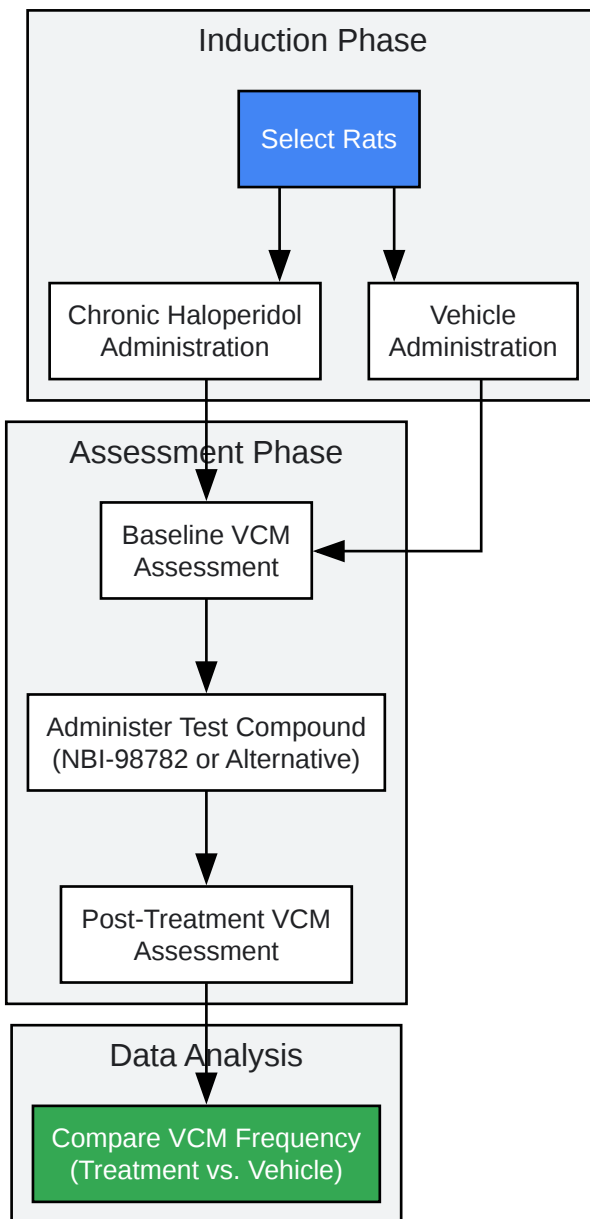 Induction Phase
Select Rats
Chronic Haloperidol
Administration
Vehicle
Administration
Assessment Phase
Baseline VCM
Assessment
Administer Test Compound
(NBI-98782 or Alternative)
Post-Treatment VCM
Assessment
Data Analysis
Compare VCM Frequency
(Treatment vs. Vehicle)